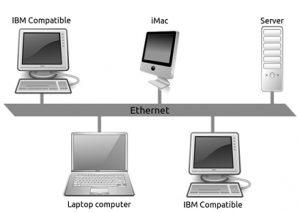 IBM Compatible
iMac
Server
Ethernet
Laptop computer
IBM Compatible